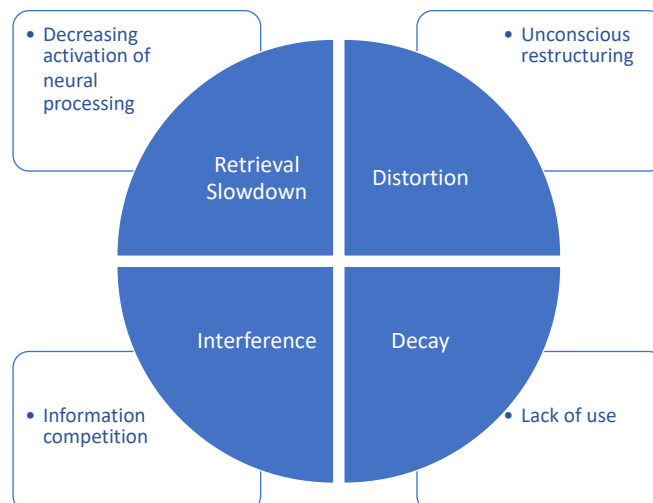 • Decreasing
activation of
neural
processing
• Unconscious
restructuring
Retrieval
Slowdown
Distortion
Interference
Decay
• Information
competition
• Lack of use